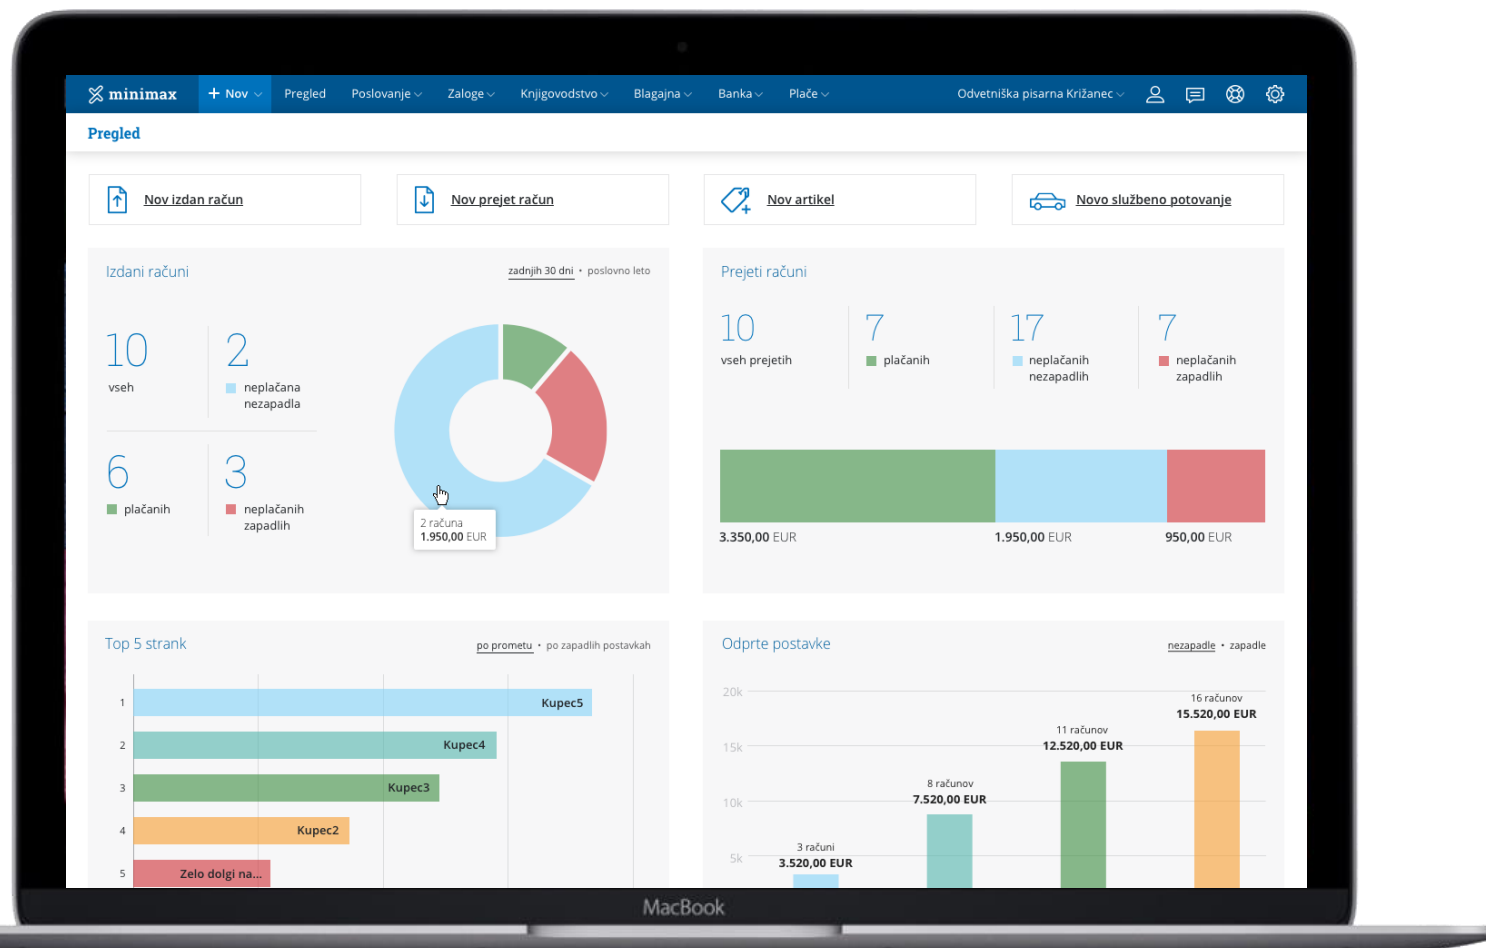 minimax
+ Nov
Pregled
Poslovanje
Zaloge
Knjigovodstvo
Blagajna
Banka
Plače
Odvetniška pisarna Križanec
Pregled
Nov izdan račun
Nov prejet račun
Nov artikel
Novo službeno potovanje
Izdani računi
zadnjih 30 dni • poslovno leto
10
vseh
2
neplačana
nezapadla
6
plačanih
3
neplačanih
zapadlih
2 računa
1.950,00 EUR
Prejeti računi
10
vseh prejetih
7
plačanih
17
neplačanih
nezapadlih
7
neplačanih
zapadlih
3.350,00 EUR
1.950,00 EUR
950,00 EUR
Top 5 strank
po prometu • po zapadlih postavkah
1
Kupec5
2
Kupec4
3
Kupec3
4
Kupec2
5
Zelo dolgi na...
Odprte postavke
nezapadle • zapadle
20k
15k
10k
5k
3 računi
3.520,00 EUR
8 računov
7.520,00 EUR
11 računov
12.520,00 EUR
16 računov
15.520,00 EUR
MacBook